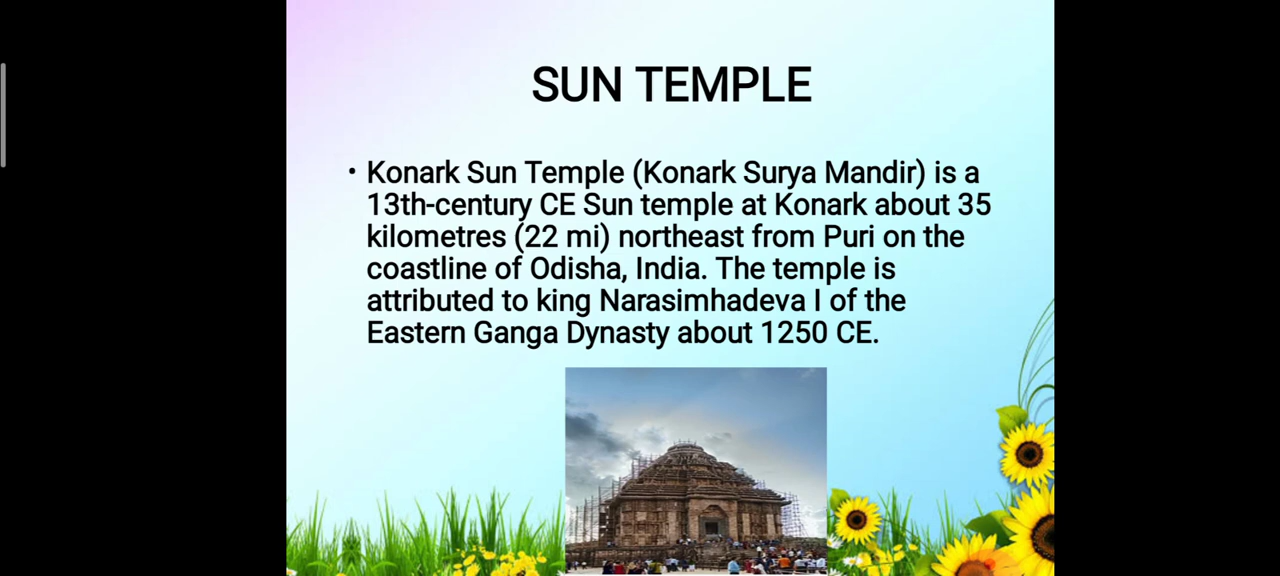 SUN TEMPLE
• Konark Sun Temple (Konark Surya Mandir) is a
13th-century CE Sun temple at Konark about 35
kilometres (22 mi) northeast from Puri on the
coastline of Odisha, India. The temple is
attributed to king Narasimhadeva I of the
Eastern Ganga Dynasty about 1250 CE.